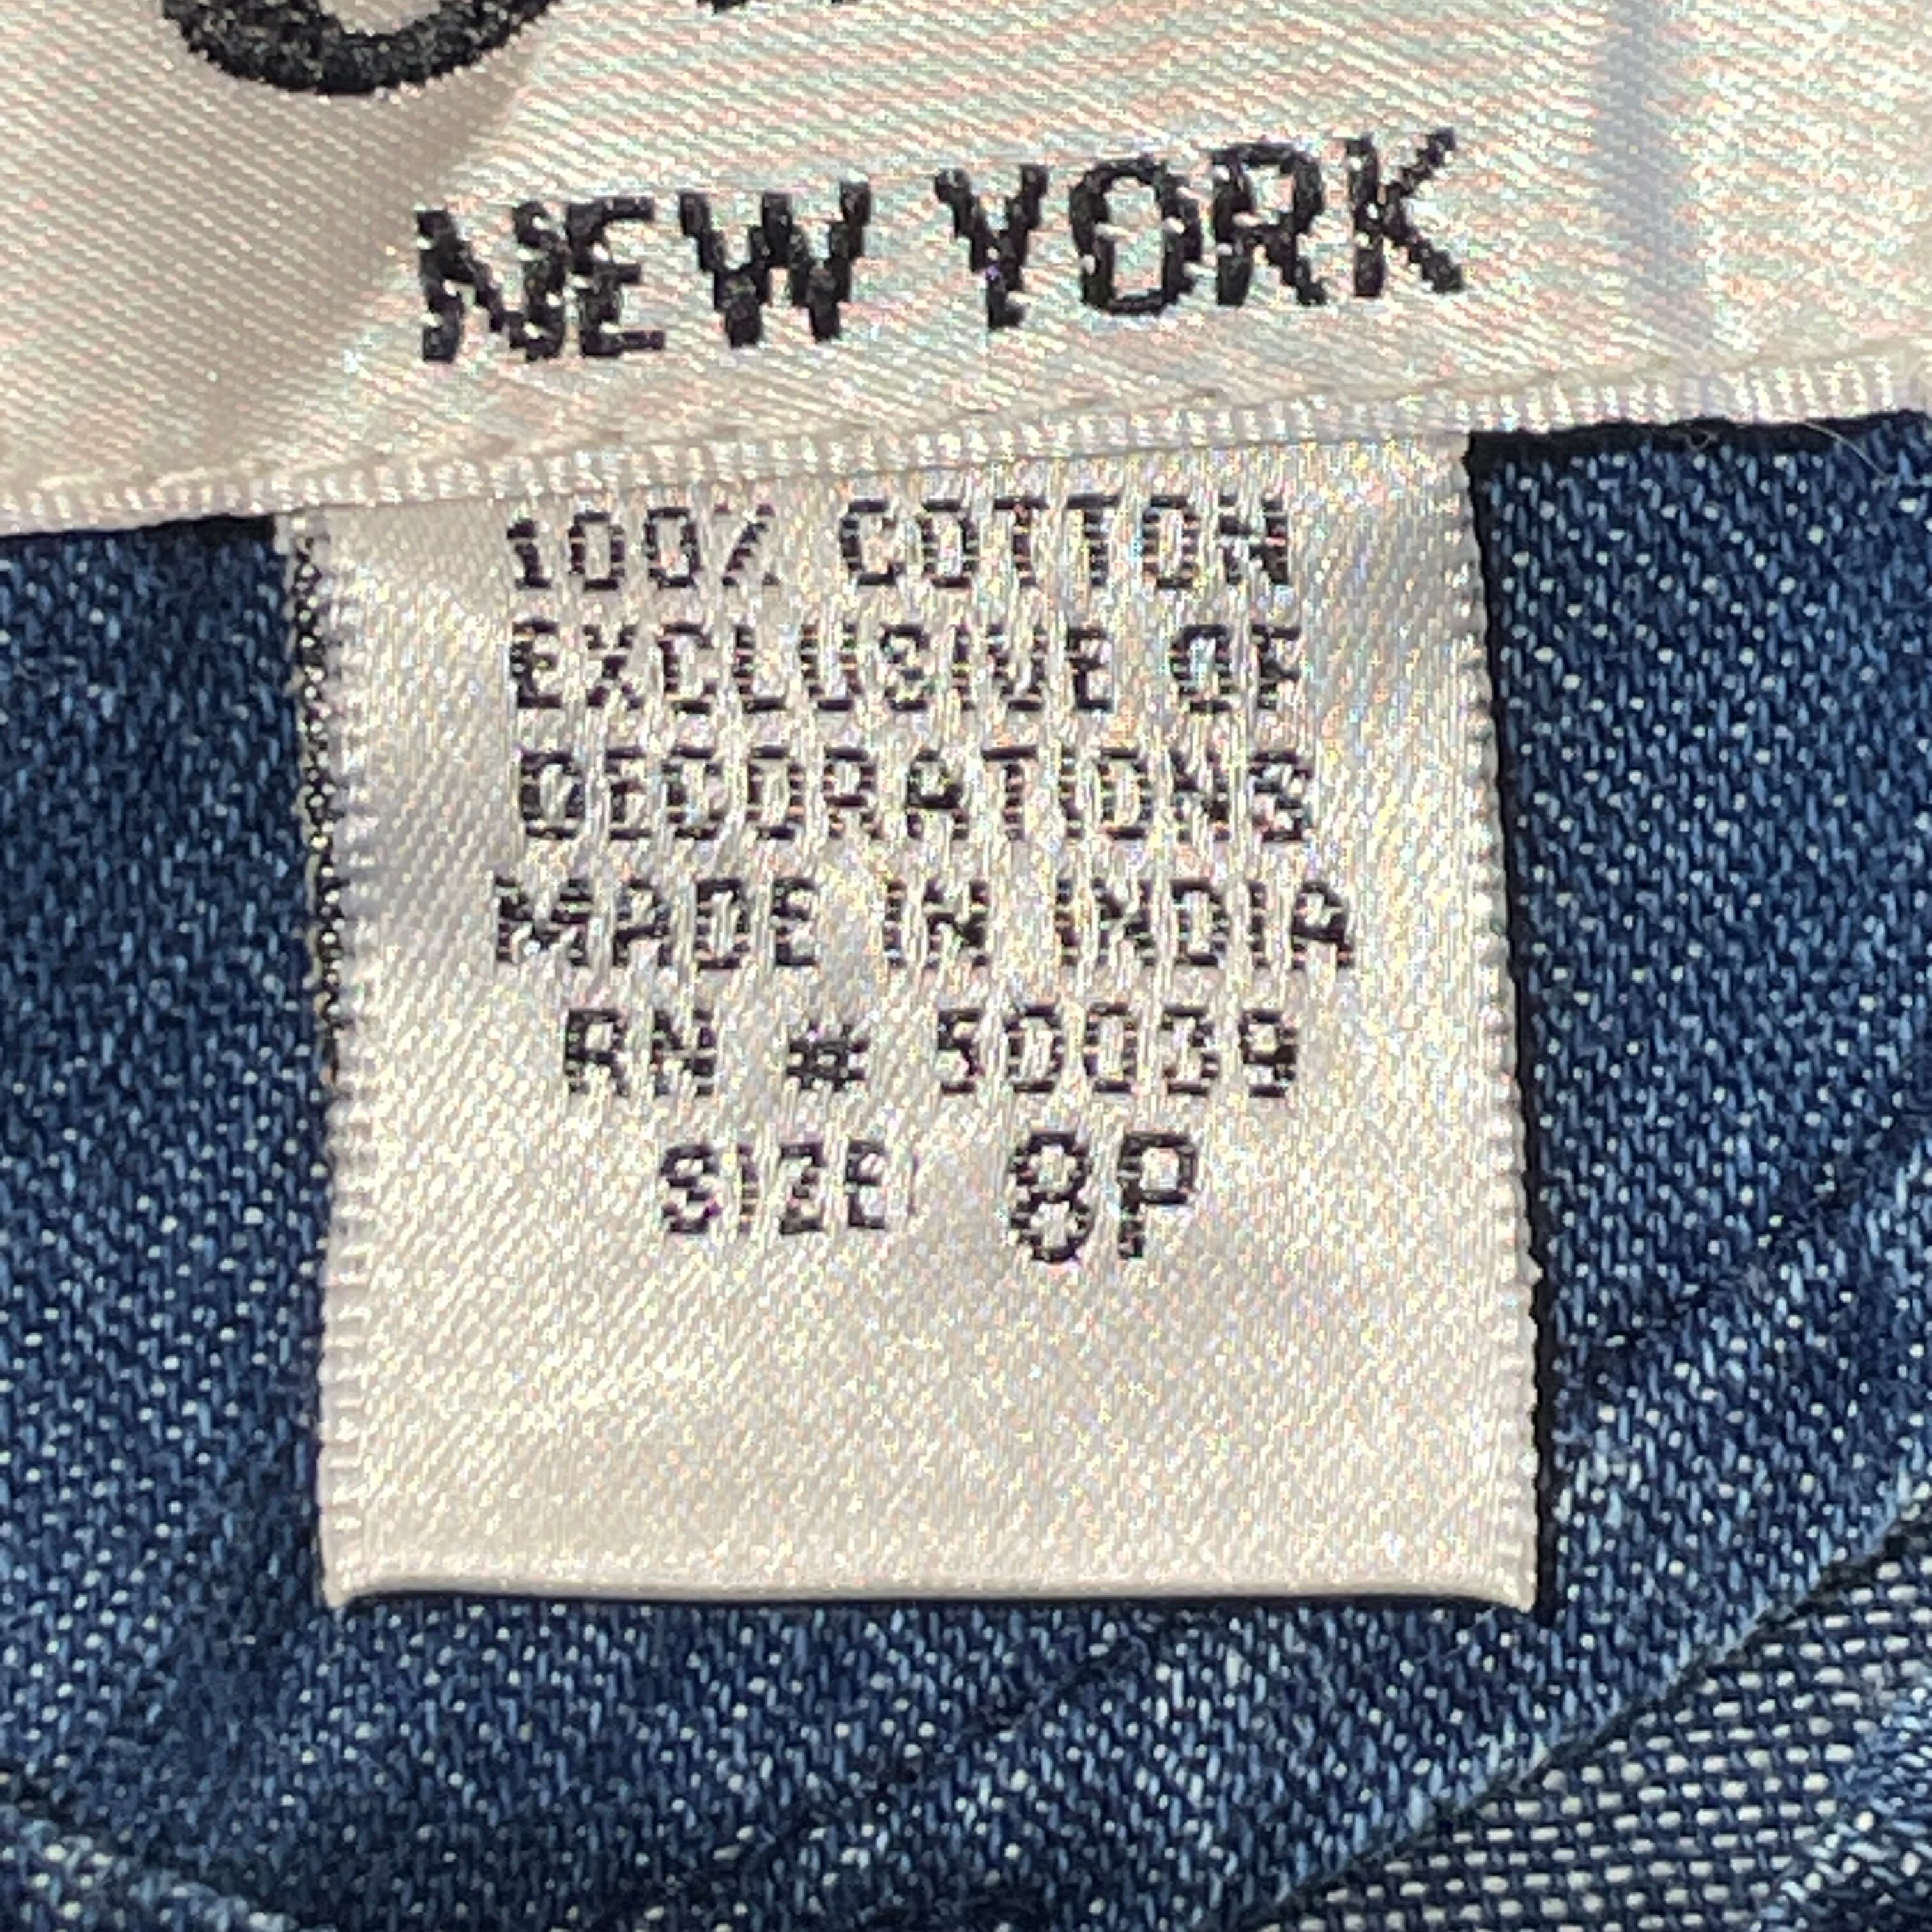 NEW YORK
100% COTTON
EXCLUSIVE OF
DECORATIONS
MADE IN INDIA
RN # 50039
SIZE: 8P